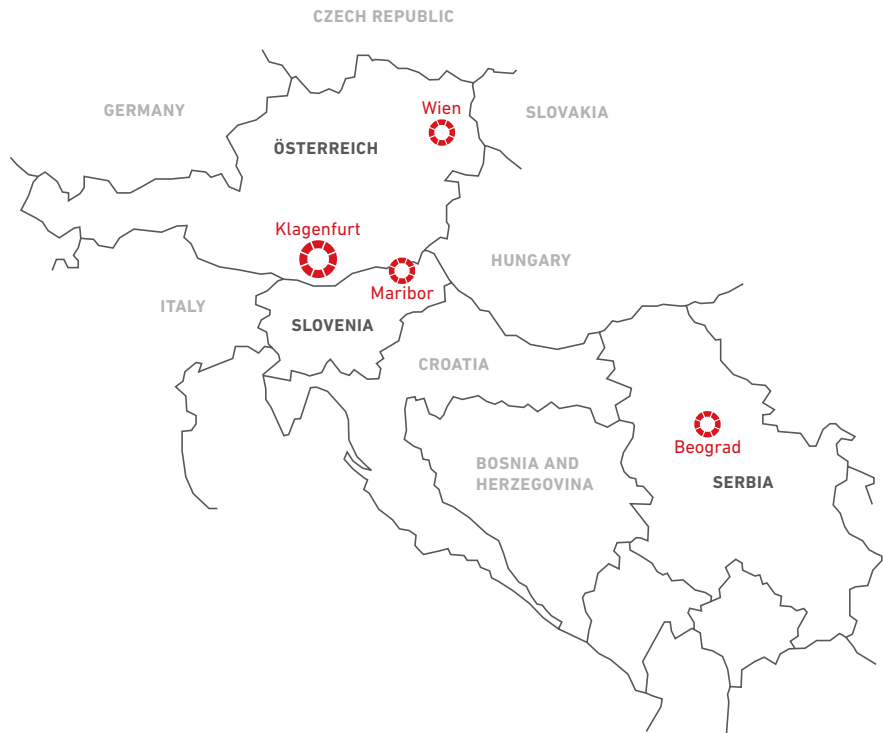 CZECH REPUBLIC
GERMANY
Wien
SLOVAKIA
ÖSTERREICH
Klagenfurt
HUNGARY
Maribor
ITALY
SLOVENIA
CROATIA
Beograd
BOSNIA AND
HERZEGOVINA
SERBIA